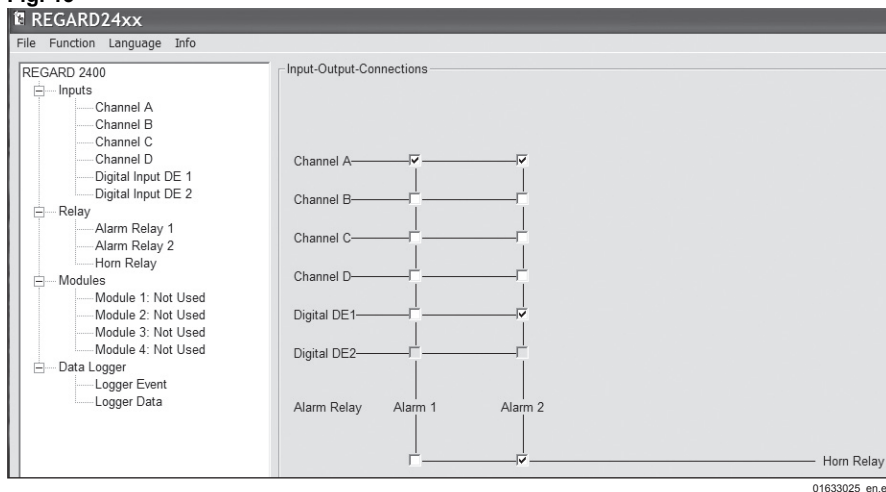 REGARD24xx
File Function Language Info
REGARD 2400
Inputs
Channel A
Channel B
Channel C
Channel D
Digital Input DE 1
Digital Input DE 2
Relay
Alarm Relay 1
Alarm Relay 2
Horn Relay
Modules
Module 1: Not Used
Module 2: Not Used
Module 3: Not Used
Module 4: Not Used
Data Logger
Logger Event
Logger Data
Input-Output-Connections
Channel A
Channel B
Channel C
Channel D
Digital DE1
Digital DE2
Alarm Relay Alarm 1 Alarm 2
Horn Relay